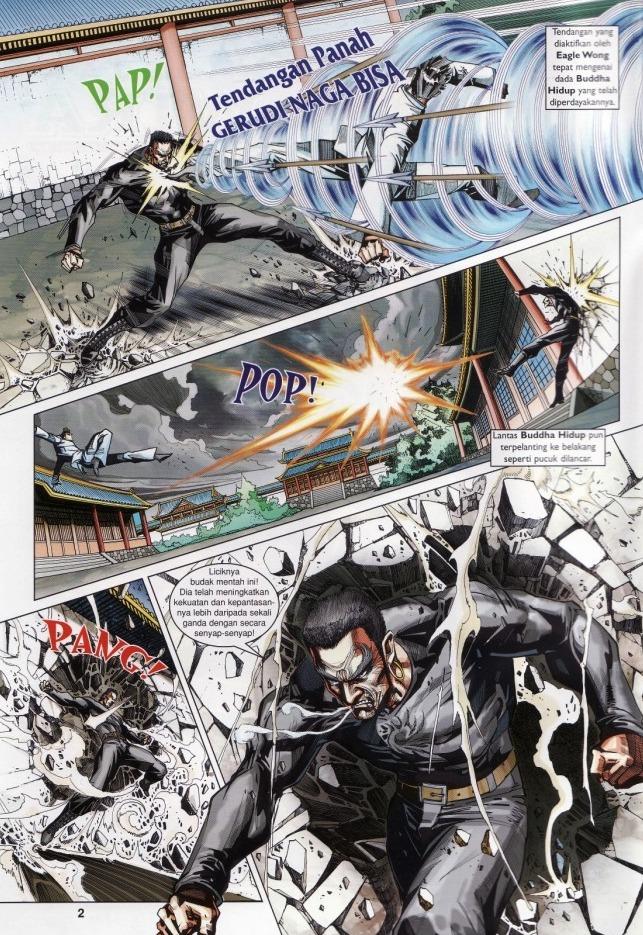 PAP!
Tendangan Panah
GERUDI NAGA BISA
Tendangan yang
diaktifkan oleh
Eagle Wong
tepat mengenai
dada Buddha
Hidup yang telah
diperdayakannya.
POP!
Lantas Buddha Hidup pun
terpelanting ke belakang
seperti pucuk dilancar.
PANG!
Liciknya
budak mentah ini!
Dia telah meningkatkan
kekuatan dan kepantasan-
nya lebih daripada sekali
ganda dengan secara
senyap-senyap!
2